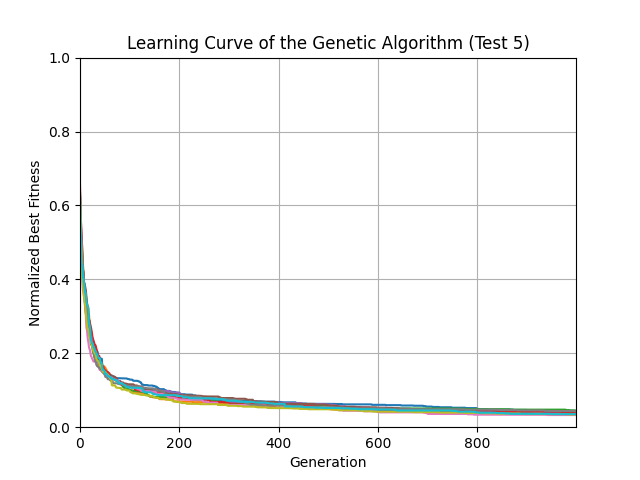 Learning Curve of the Genetic Algorithm (Test 5)
1.0
0.8
0.6
0.4
0.2
0.0
Normalized Best Fitness
0 200 400 600 800
Generation